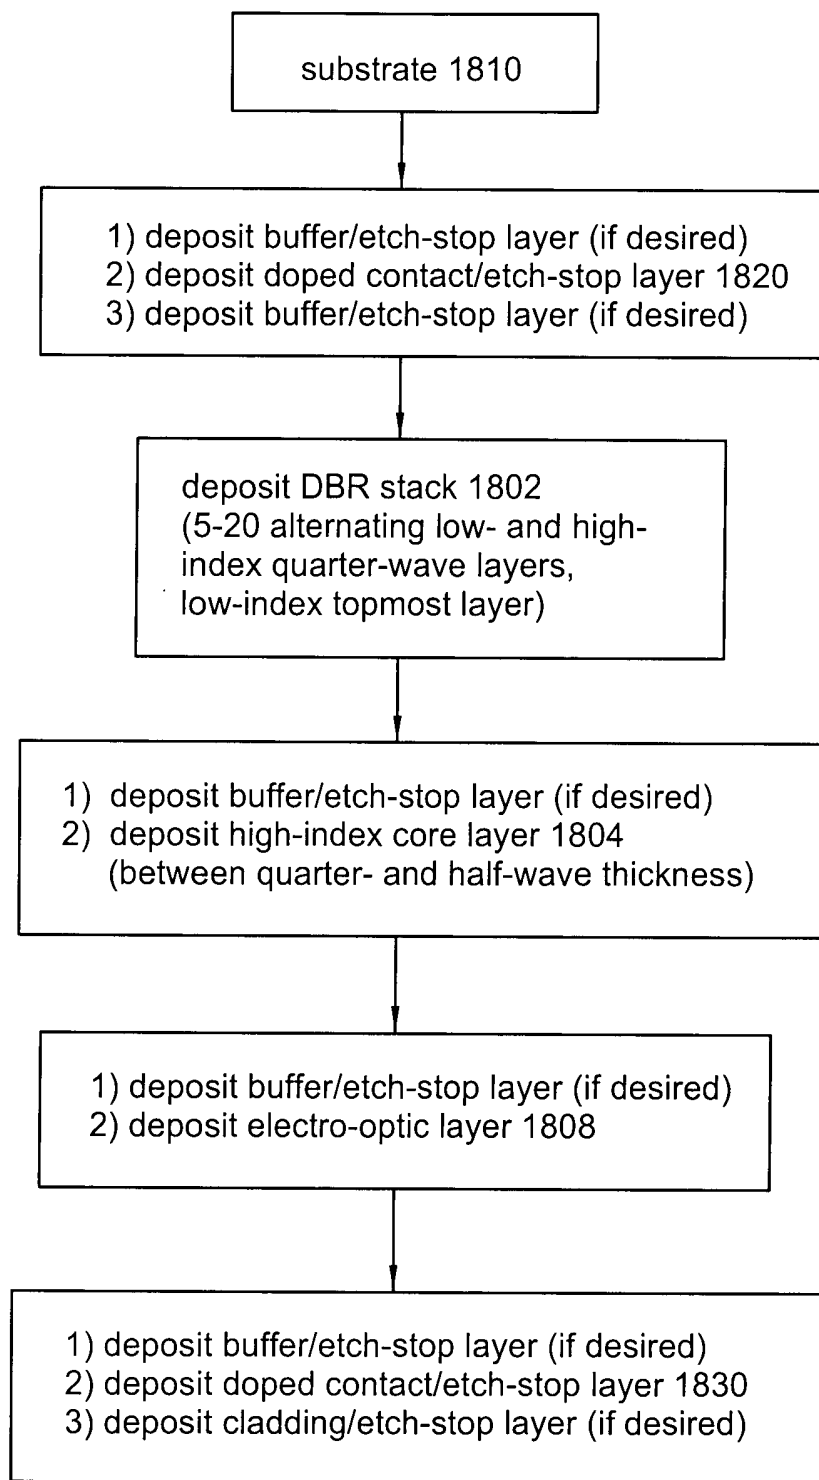 substrate 1810
1) deposit buffer/etch-stop layer (if desired)
2) deposit doped contact/etch-stop layer 1820
3) deposit buffer/etch-stop layer (if desired)
deposit DBR stack 1802
(5-20 alternating low- and high-
index quarter-wave layers,
low-index topmost layer)
1) deposit buffer/etch-stop layer (if desired)
2) deposit high-index core layer 1804
(between quarter- and half-wave thickness)
1) deposit buffer/etch-stop layer (if desired)
2) deposit electro-optic layer 1808
1) deposit buffer/etch-stop layer (if desired)
2) deposit doped contact/etch-stop layer 1830
3) deposit cladding/etch-stop layer (if desired)